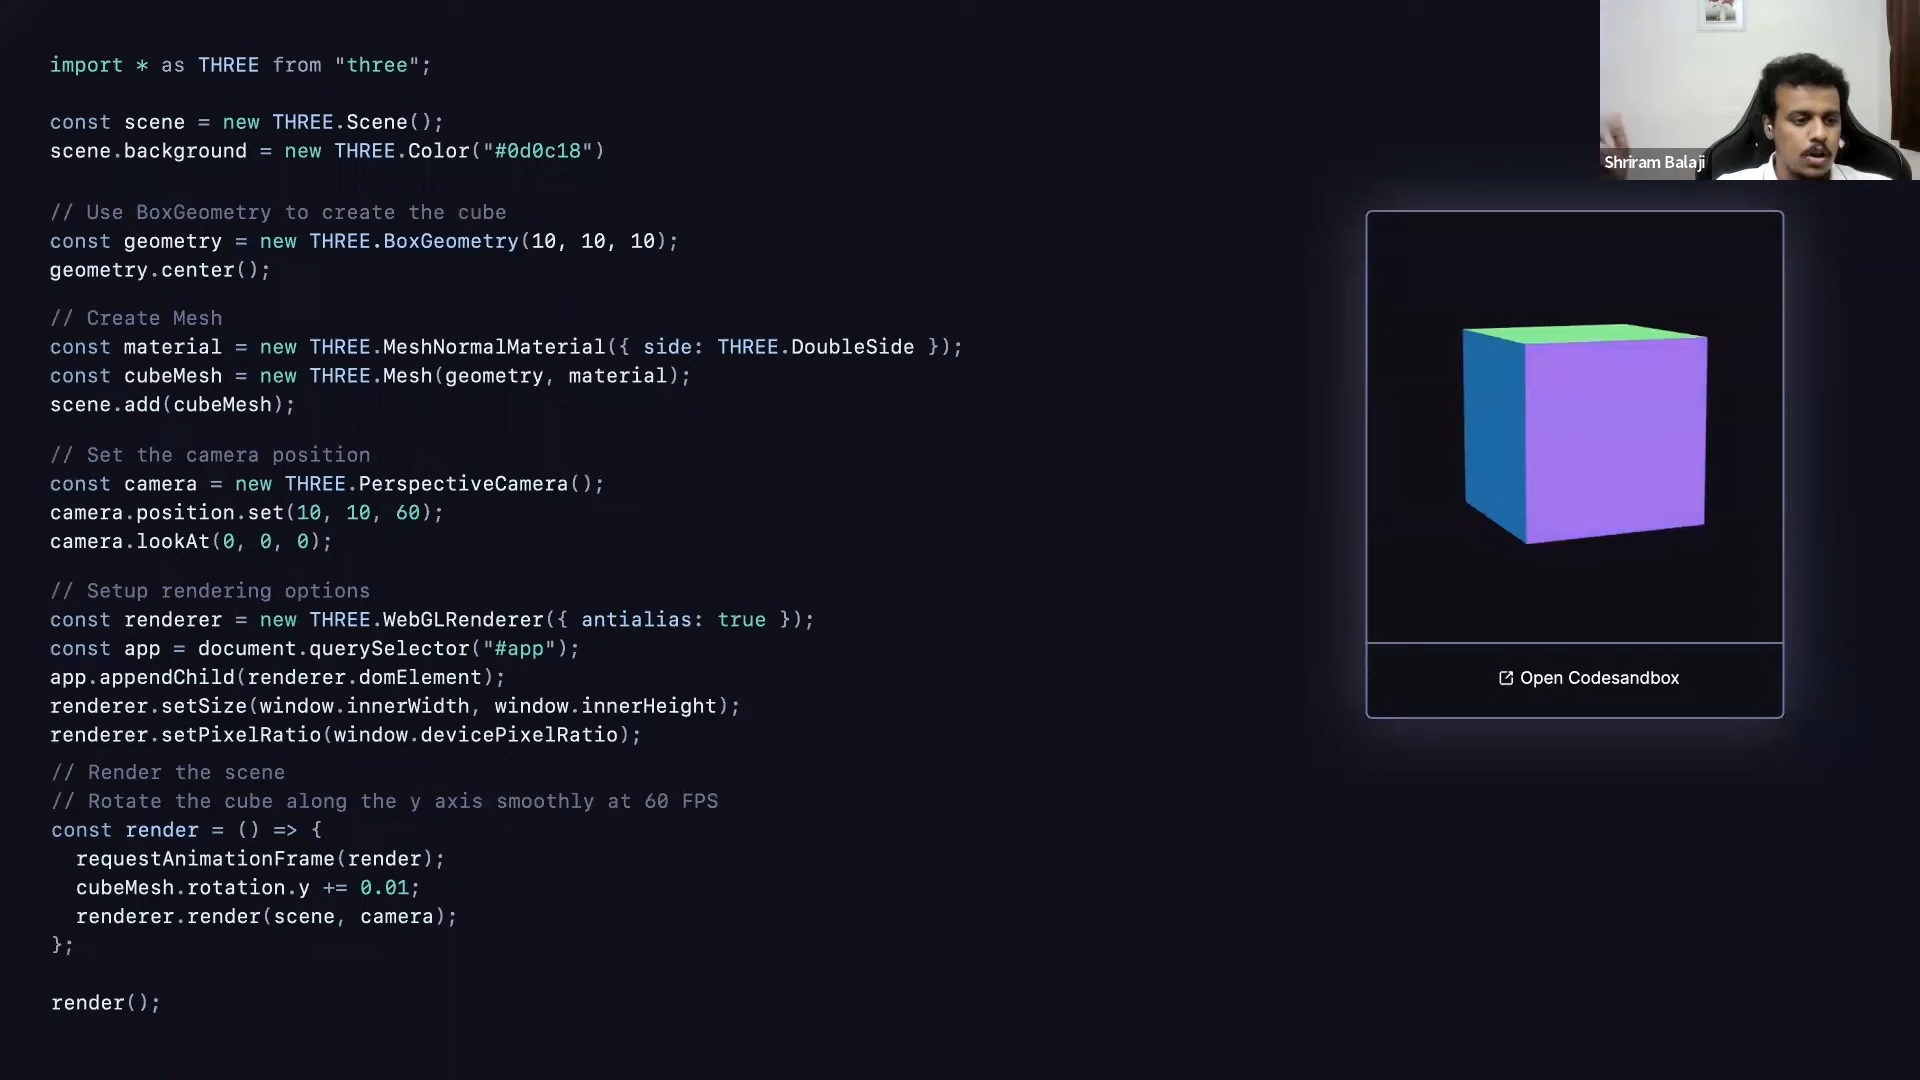 import * as THREE from "three";
const scene = new THREE.Scene();
scene.background = new THREE.Color("#0d0c18")
// Use BoxGeometry to create the cube
const geometry = new THREE.BoxGeometry(10, 10, 10);
geometry.center();
// Create Mesh
const material = new THREE.MeshNormalMaterial({ side: THREE.DoubleSide });
const cubeMesh = new THREE.Mesh(geometry, material);
scene.add(cubeMesh);
// Set the camera position
const camera = new THREE.PerspectiveCamera();
camera.position.set(10, 10, 60);
camera.lookAt(0, 0, 0);
// Setup rendering options
const renderer = new THREE.WebGLRenderer({ antialias: true });
const app = document.querySelector("#app");
app.appendChild(renderer.domElement);
renderer.setSize(window.innerWidth, window.innerHeight);
renderer.setPixelRatio(window.devicePixelRatio);
// Render the scene
// Rotate the cube along the y axis smoothly at 60 FPS
const render = () => {
  requestAnimationFrame(render);
  cubeMesh.rotation.y += 0.01;
  renderer.render(scene, camera);
};
render();
Shriram Balaji
Open Codesandbox